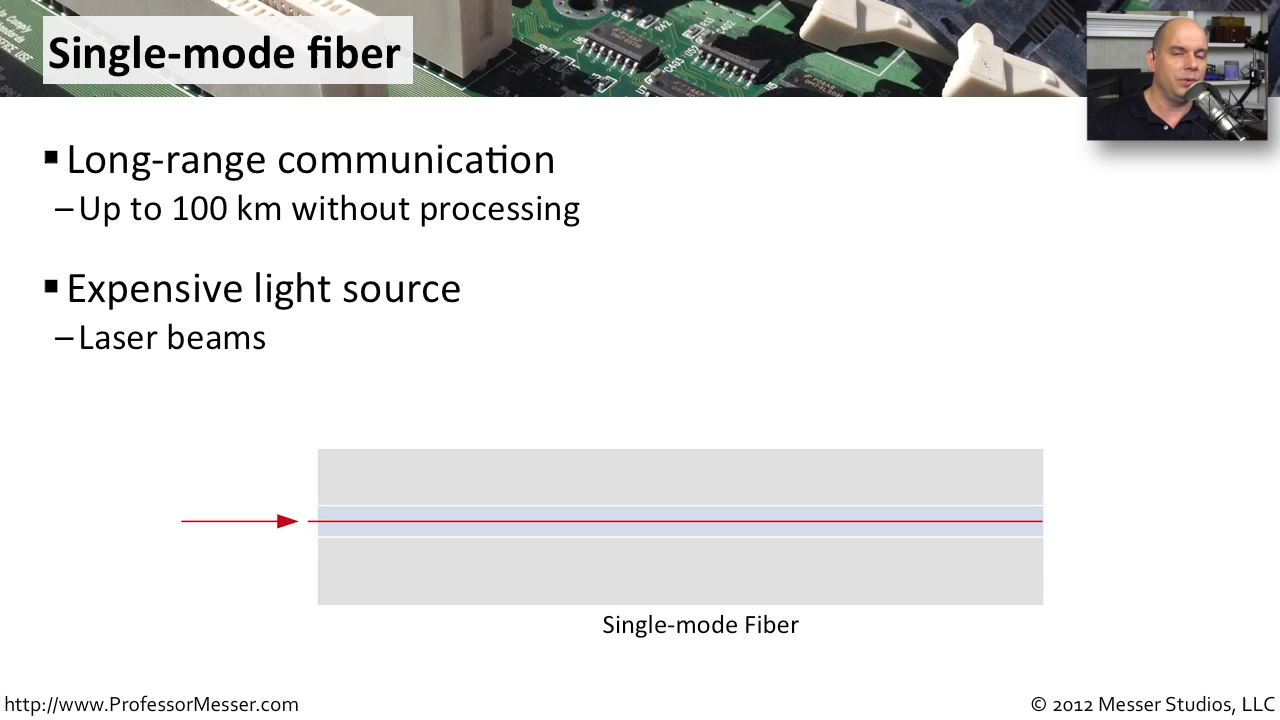 Single-mode fiber
▪ Long-range communication
– Up to 100 km without processing
▪ Expensive light source
– Laser beams
Single-mode Fiber
http://www.ProfessorMesser.com
© 2012 Messer Studios, LLC